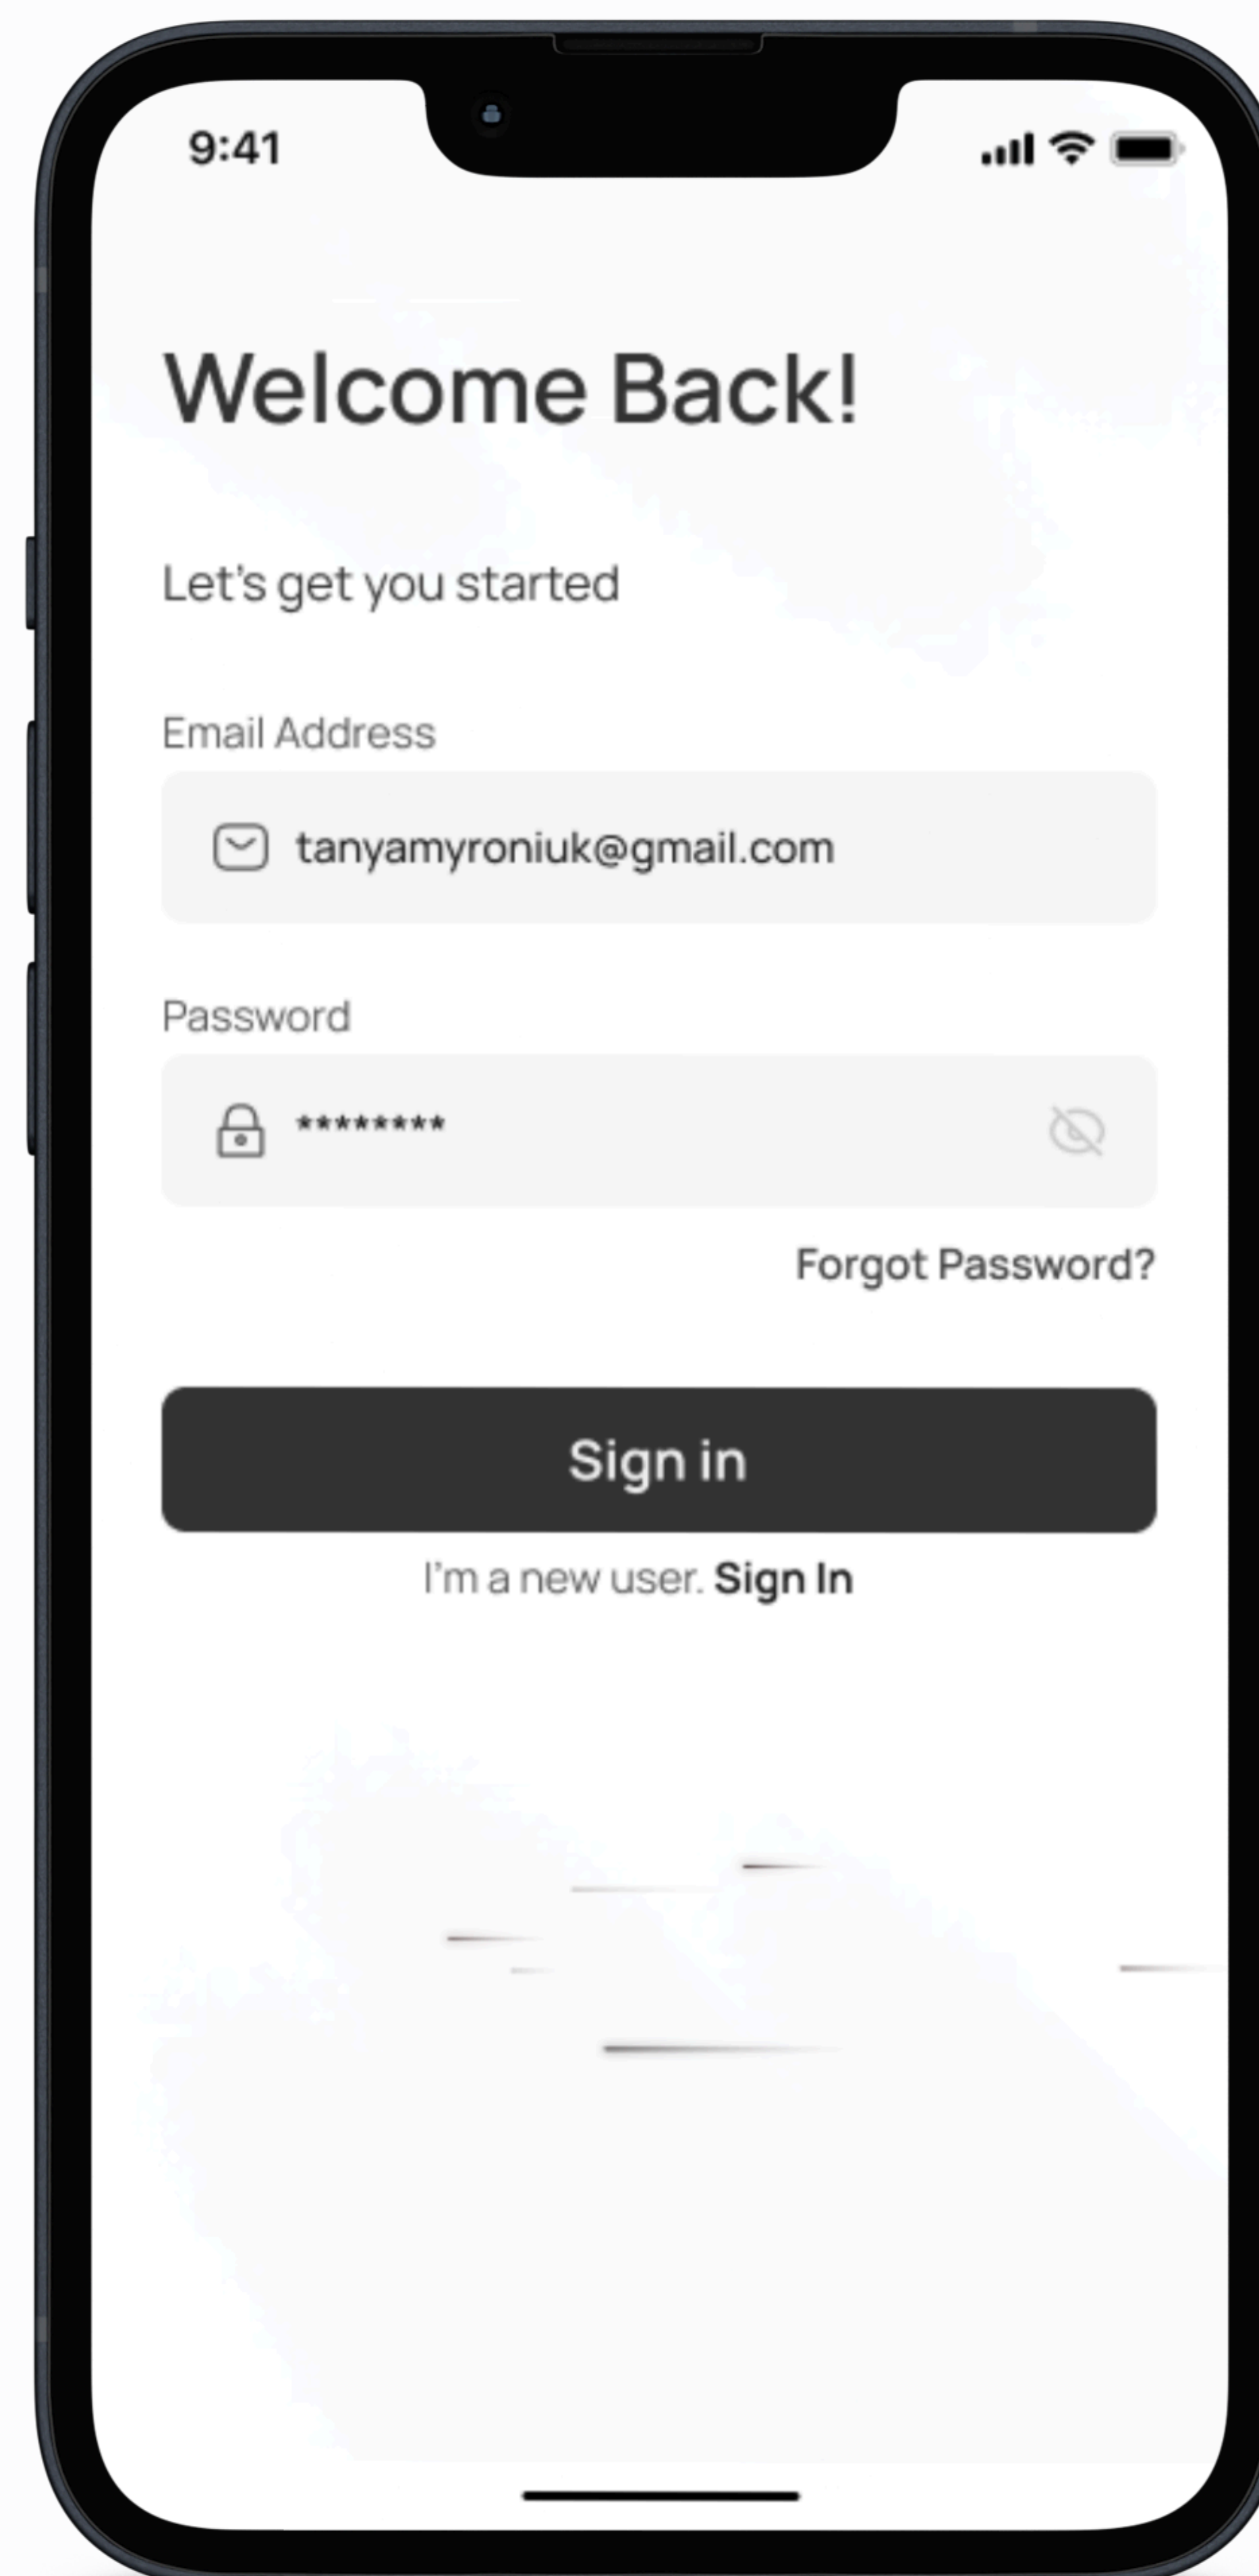 9:41
Welcome Back!
Let's get you started
Email Address
tanyamyroniuk@gmail.com
Password
********
Forgot Password?
Sign in
I'm a new user. Sign In